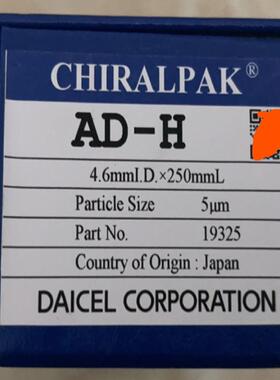 CHIRALPAK®
AD-H
4.6mmI.D.×250mmL
Particle Size 5μm
Part No. 19325
Country of Origin : Japan
DAICEL CORPORATION